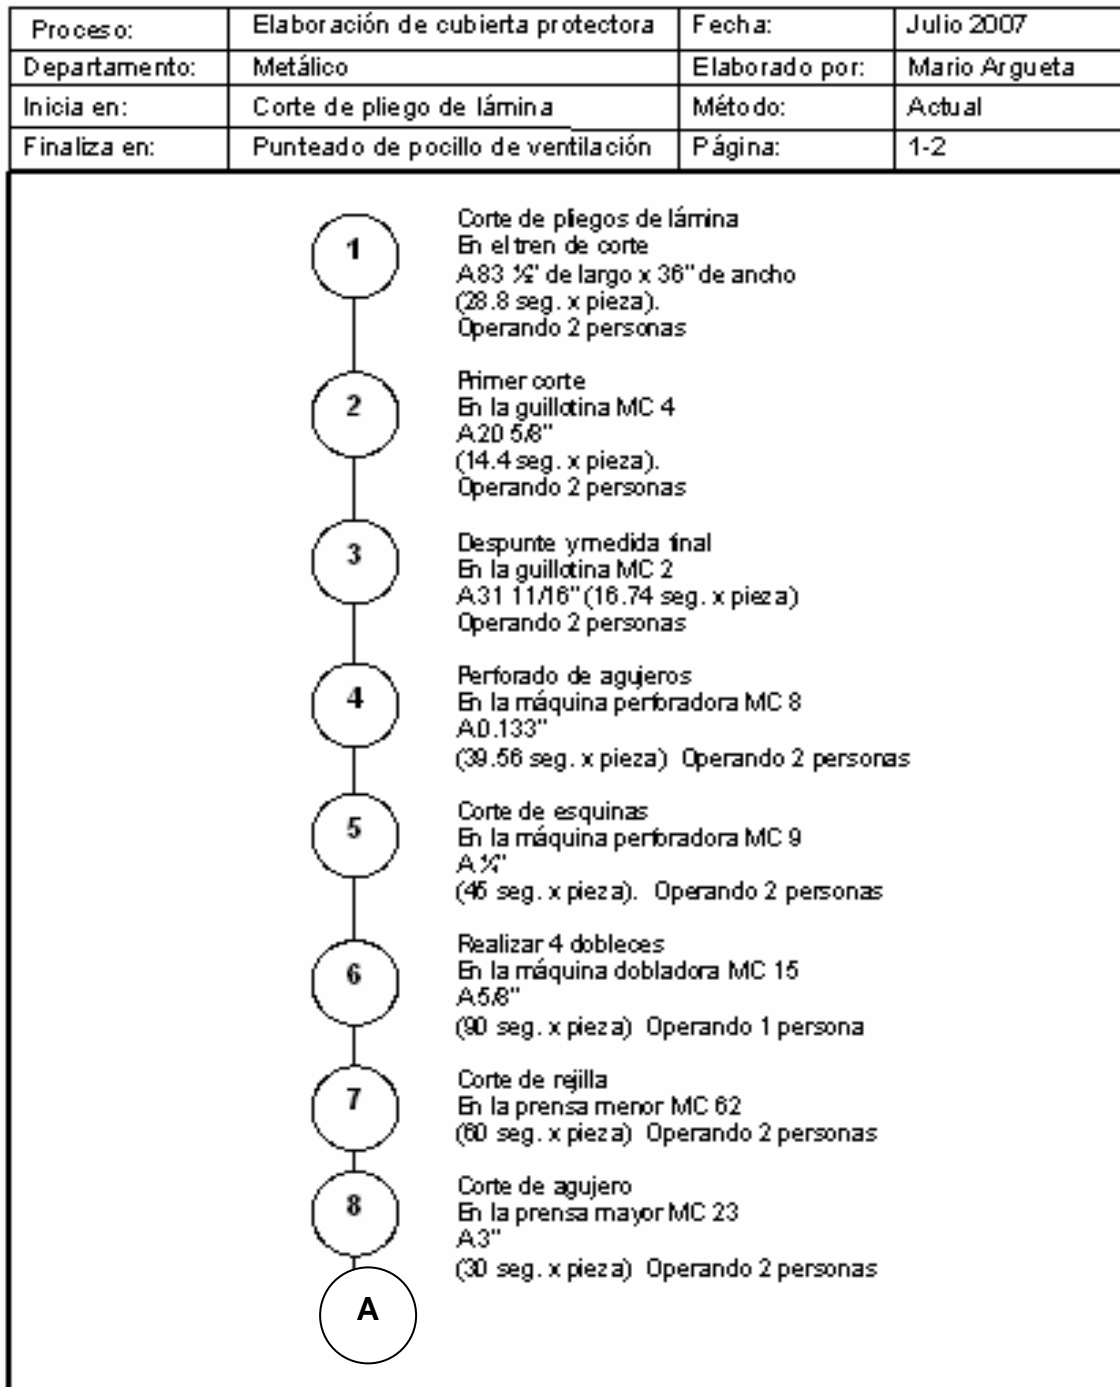 Proceso: Elaboración de cubierta protectora Fecha: Julio 2007
Departamento: Metálico Elaborado por: Mario Argueta
Inicia en: Corte de pliego de lámina Método: Actual
Finaliza en: Punteado de pocillo de ventilación Página: 1-2
1
Corte de pliegos de lámina
En el tren de corte
A 83 ½" de largo x 36" de ancho
(28.8 seg. x pieza).
Operando 2 personas
2
Primer corte
En la guillotina MC 4
A 20 5/8"
(14.4 seg. x pieza).
Operando 2 personas
3
Despunte y medida final
En la guillotina MC 2
A 31 11/16" (16.74 seg. x pieza)
Operando 2 personas
4
Perforado de agujeros
En la máquina perforadora MC 8
A 0.133"
(39.56 seg. x pieza) Operando 2 personas
5
Corte de esquinas
En la máquina perforadora MC 9
A
(45 seg. x pieza). Operando 2 personas
6
Realizar 4 dobleces
En la máquina dobladora MC 15
A 5/8"
(90 seg. x pieza) Operando 1 persona
7
Corte de rejilla
En la prensa menor MC 62
(60 seg. x pieza) Operando 2 personas
8
Corte de agujero
En la prensa mayor MC 23
A 3"
(30 seg. x pieza) Operando 2 personas
A